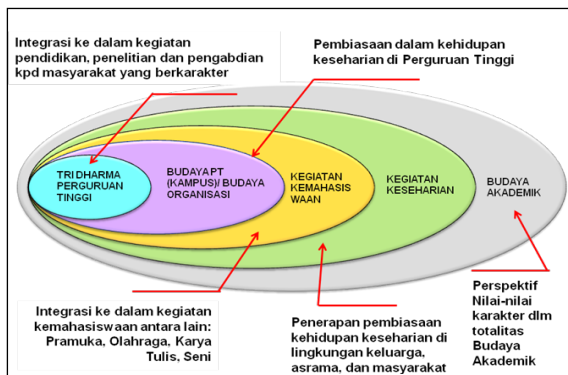 Integrasi ke dalam kegiatan
pendidikan, penelitian dan pengabdian
kpd masyarakat yang berkarakter
Pembiasaan dalam kehidupan
keseharian di Perguruan Tinggi
TRI DHARMA
PERGURUAN
TINGGI
BUDAYA PT
(KAMPUS)/ BUDAYA
ORGANISASI
KEGIATAN
KEMAHASIS
WAAN
KEGIATAN
KESEHARIAN
BUDAYA
AKADEMIK
Integrasi ke dalam kegiatan
kemahasiswaan antara lain:
Pramuka, Olahraga, Karya
Tulis, Seni
Penerapan pembiasaan
kehidupan keseharian di
lingkungan keluarga,
asrama, dan masyarakat
Perspektif
Nilai-nilai
karakter dlm
totalitas
Budaya
Akademik